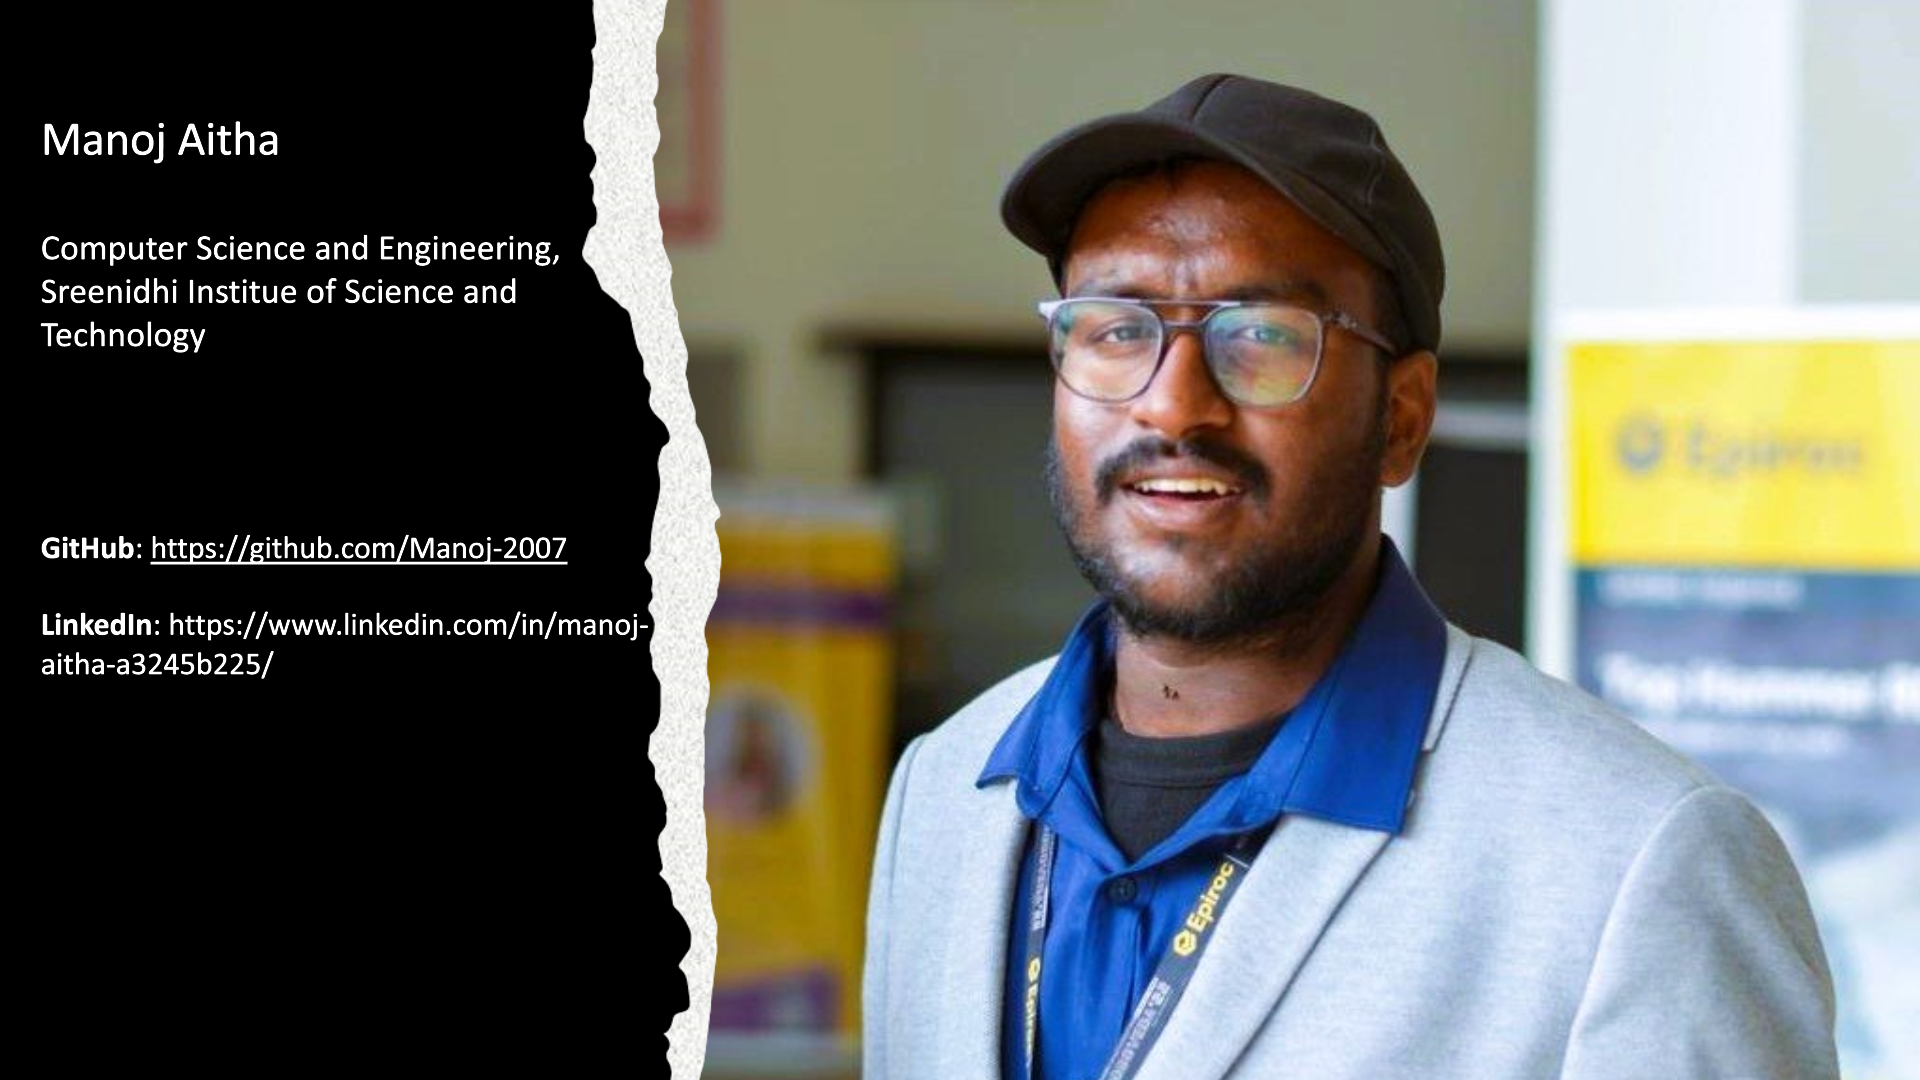 Manoj Aitha
Computer Science and Engineering,
Sreenidhi Institue of Science and
Technology
GitHub: https://github.com/Manoj-2007
LinkedIn: https://www.linkedin.com/in/manoj-
aitha-a3245b225/
Epiroc
Epiroc